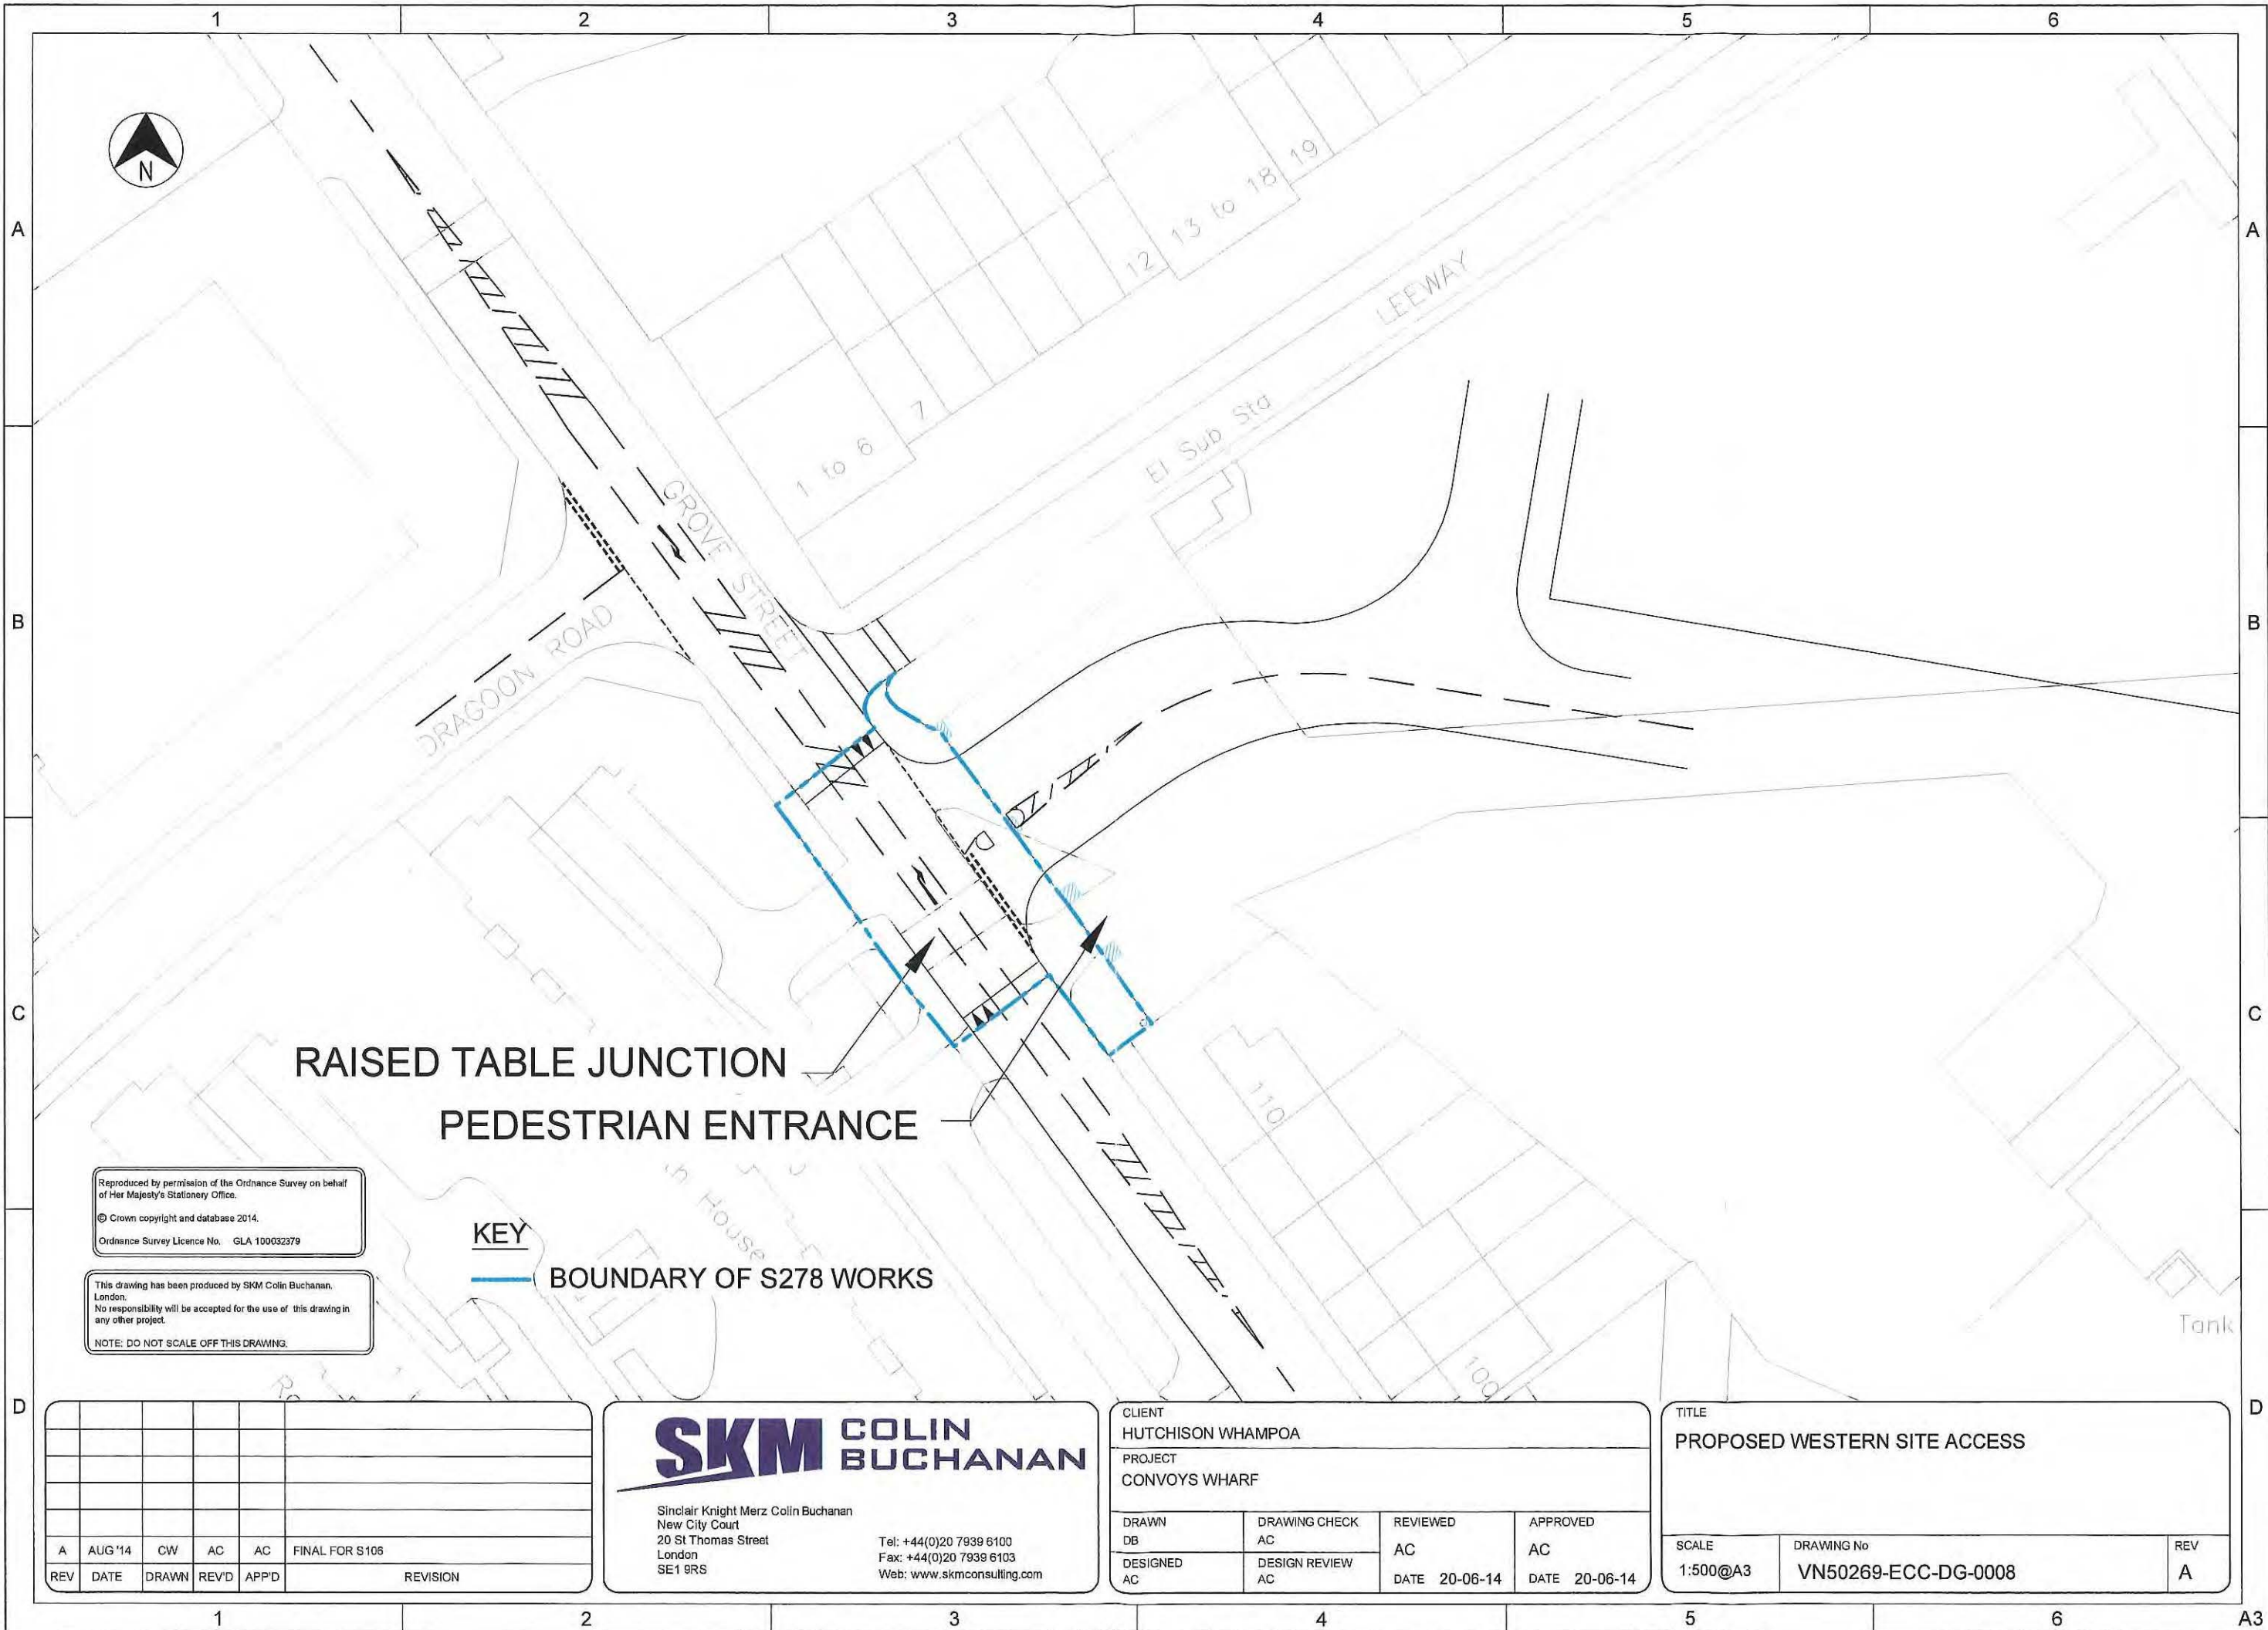 1 2 3 4 5 6
A A
B B
C C
D D
N
GROVE STREET
DRAGOON ROAD
LEEWAY
El Sub Sta
1 to 6
7
12
13 to 18
19
110
100
Tank
House
RAISED TABLE JUNCTION
PEDESTRIAN ENTRANCE
KEY
BOUNDARY OF S278 WORKS
Reproduced by permission of the Ordnance Survey on behalf
of Her Majesty's Stationery Office.
© Crown copyright and database 2014.
Ordnance Survey Licence No. GLA 100032379
This drawing has been produced by SKM Colin Buchanan,
London.
No responsibility will be accepted for the use of this drawing in
any other project.
NOTE: DO NOT SCALE OFF THIS DRAWING.
A AUG '14 CW AC AC FINAL FOR S106
REV DATE DRAWN REV'D APP'D REVISION
SKM COLIN
BUCHANAN
Sinclair Knight Merz Colin Buchanan
New City Court
20 St Thomas Street
London
SE1 9RS
Tel: +44(0)20 7939 6100
Fax: +44(0)20 7939 6103
Web: www.skmconsulting.com
CLIENT
HUTCHISON WHAMPOA
PROJECT
CONVOYS WHARF
DRAWN
DB
DRAWING CHECK
AC
REVIEWED
AC
DATE 20-06-14
APPROVED
AC
DATE 20-06-14
DESIGNED
AC
DESIGN REVIEW
AC
TITLE
PROPOSED WESTERN SITE ACCESS
SCALE
1:500@A3
DRAWING No
VN50269-ECC-DG-0008
REV
A
1 2 3 4 5 6 A3